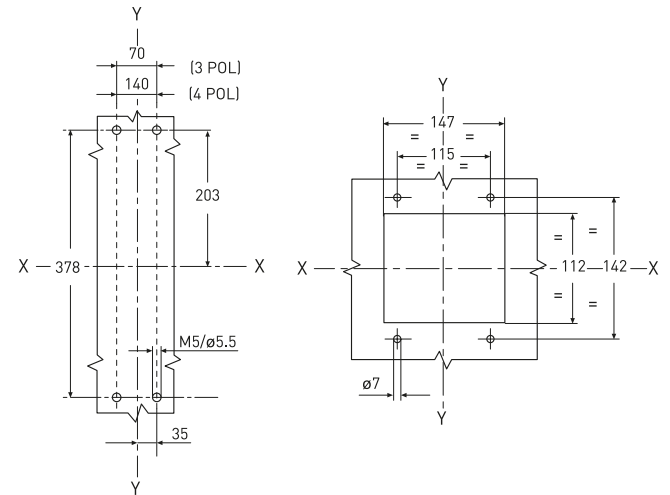 Y
70 (3 POL)
140 (4 POL)
203
X 378 X
M5/ø5.5
35
Y
Y
147
= =
115
= =
= =
X 112 142 X
= =
ø7
Y